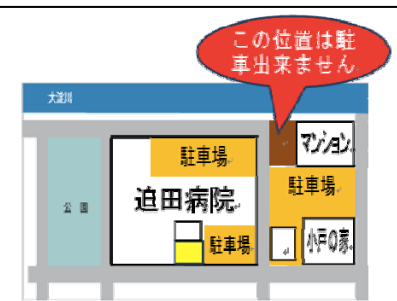 この位置は駐
車出来ません
大淀川
マンション
駐車場
駐車場
公園
迫田病院
駐車場
小戸の家